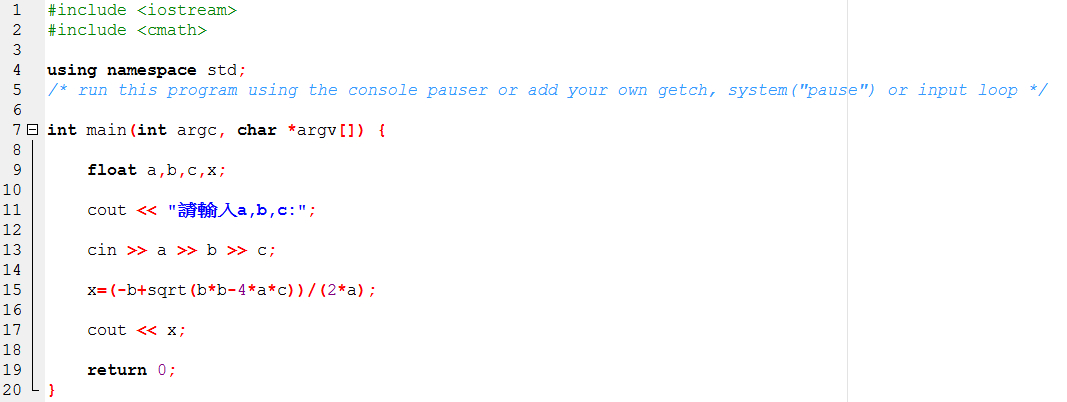 1 #include <iostream>
2 #include <cmath>
3
4 using namespace std;
5 /* run this program using the console pauser or add your own getch, system("pause") or input loop */
6
7 int main(int argc, char *argv[]) {
8
9 float a,b,c,x;
10
11 cout << "請輸入a,b,c:";
12
13 cin >> a >> b >> c;
14
15 x=(-b+sqrt(b*b-4*a*c))/(2*a);
16
17 cout << x;
18
19 return 0;
20 }